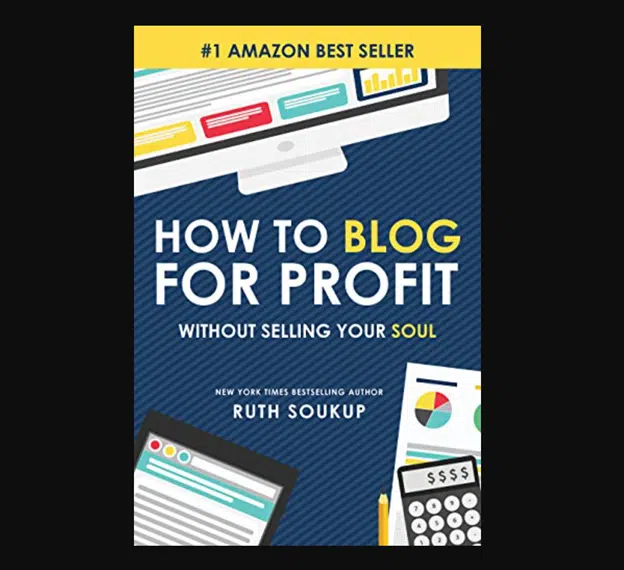 #1 AMAZON BEST SELLER
HOW TO BLOG
FOR PROFIT
WITHOUT SELLING YOUR SOUL
NEW YORK TIMES BESTSELLING AUTHOR
RUTH SOUKUP
$$$$